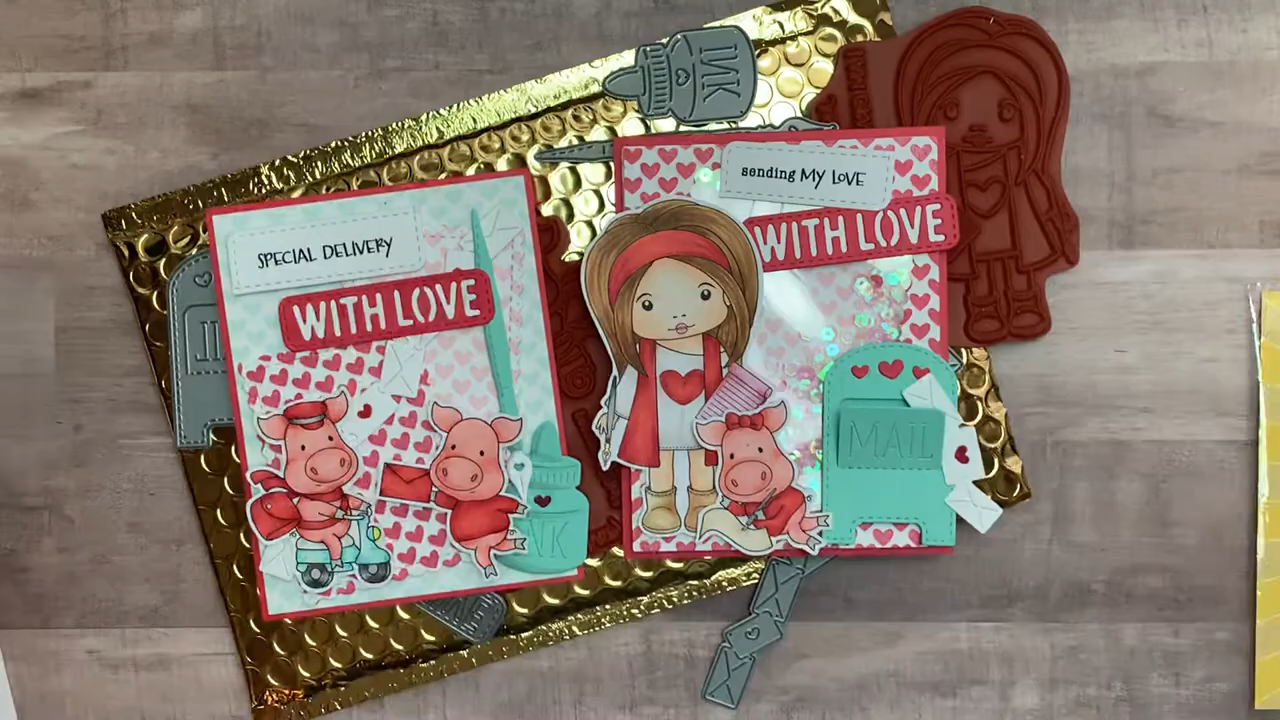 INK
SPECIAL DELIVERY
WITH LOVE
INK
sending MY LOVE
WITH LOVE
MAIL